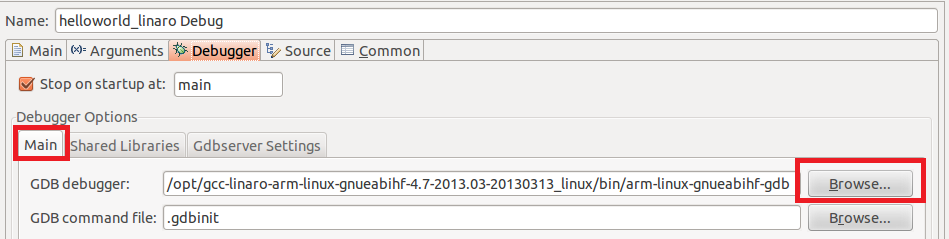 Name: helloworld_linaro Debug
Main (x)= Arguments Debugger Source Common
Stop on startup at: main
Debugger Options
Main Shared Libraries Gdbserver Settings
GDB debugger: /opt/gcc-linaro-arm-linux-gnueabihf-4.7-2013.03-20130313_linux/bin/arm-linux-gnueabihf-gdb Browse...
GDB command file: .gdbinit Browse...